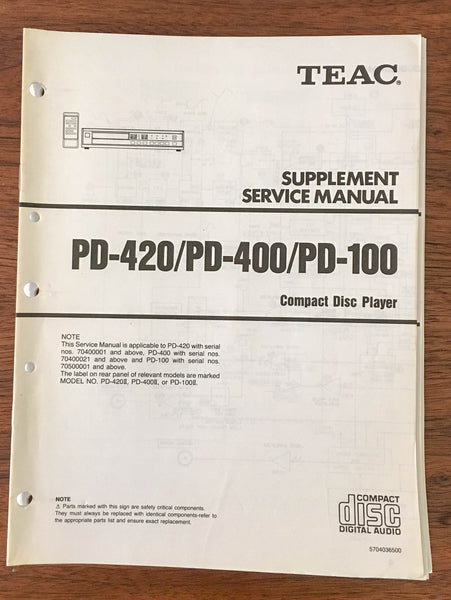 TEAC®
SUPPLEMENT
SERVICE MANUAL
PD-420/PD-400/PD-100
Compact Disc Player
NOTE
This Service Manual is applicable to PD-420 with serial
nos. 70400001 and above, PD-400 with serial nos.
70400021 and above and PD-100 with serial nos.
70500001 and above.
The label on rear panel of relevant models are marked
MODEL NO. PD-420Ⅱ, PD-400Ⅱ, or PD-100Ⅱ.
NOTE
⚠ Parts marked with this sign are safety critical components.
They must always be replaced with identical components-refer to
the appropriate parts list and ensure exact replacement.
COMPACT
disc
DIGITAL AUDIO
5704036500